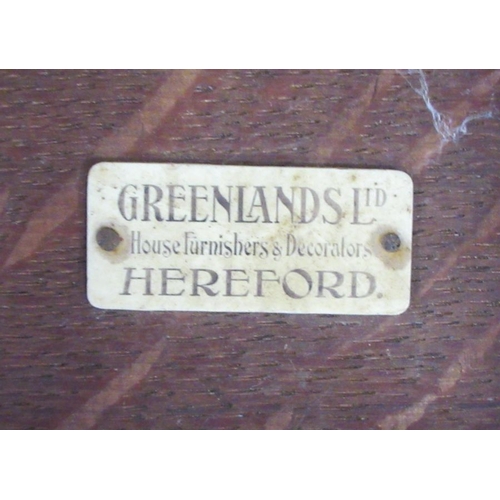 GREENLANDS LTD
House Furnishers & Decorators
HEREFORD.